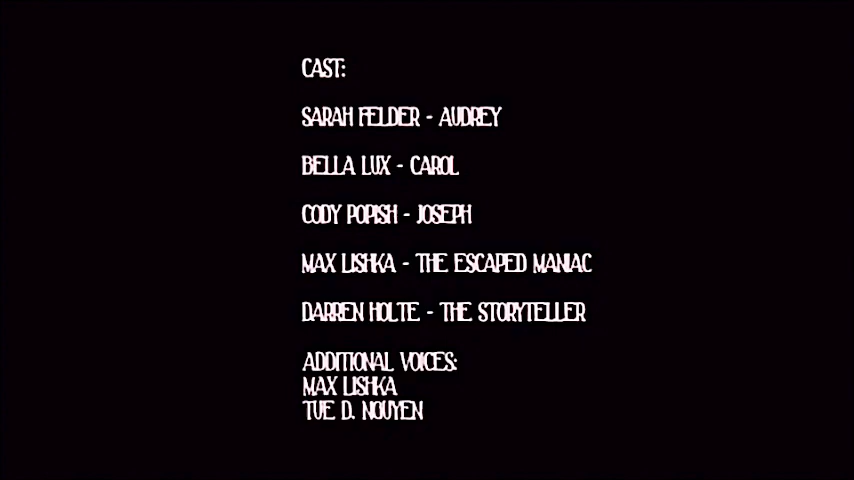 CAST:
SARAH FELDER - AUDREY
BELLA LUX - CAROL
CODY POPISH - JOSEPH
MAX LISHKA - THE ESCAPED MANIAC
DARREN HOLTE - THE STORYTELLER
ADDITIONAL VOICES:
MAX LISHKA
TUE D. NGUYEN